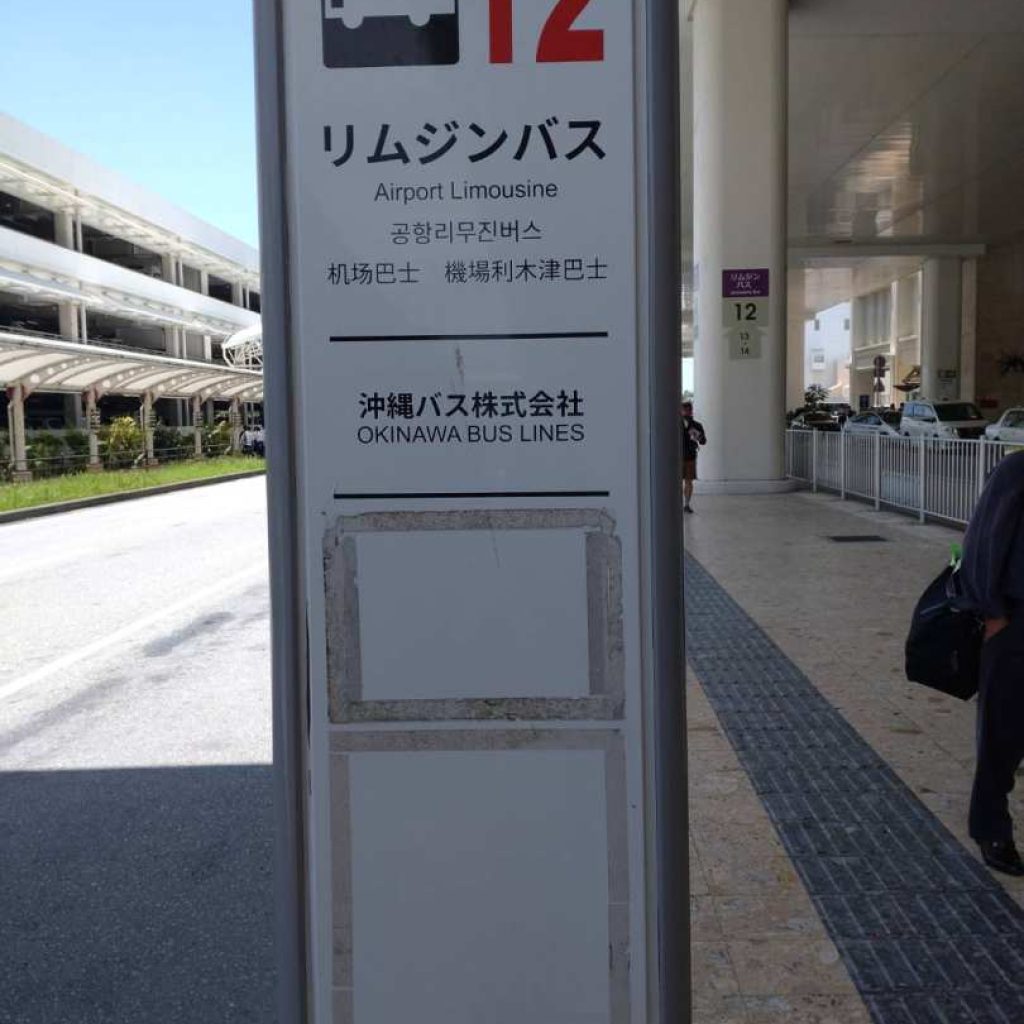 12
リムジンバス
Airport Limousine
공항리무진버스
机场巴士 機場利木津巴士
沖縄バス株式会社
OKINAWA BUS LINES
リムジン
バス
12
13
14